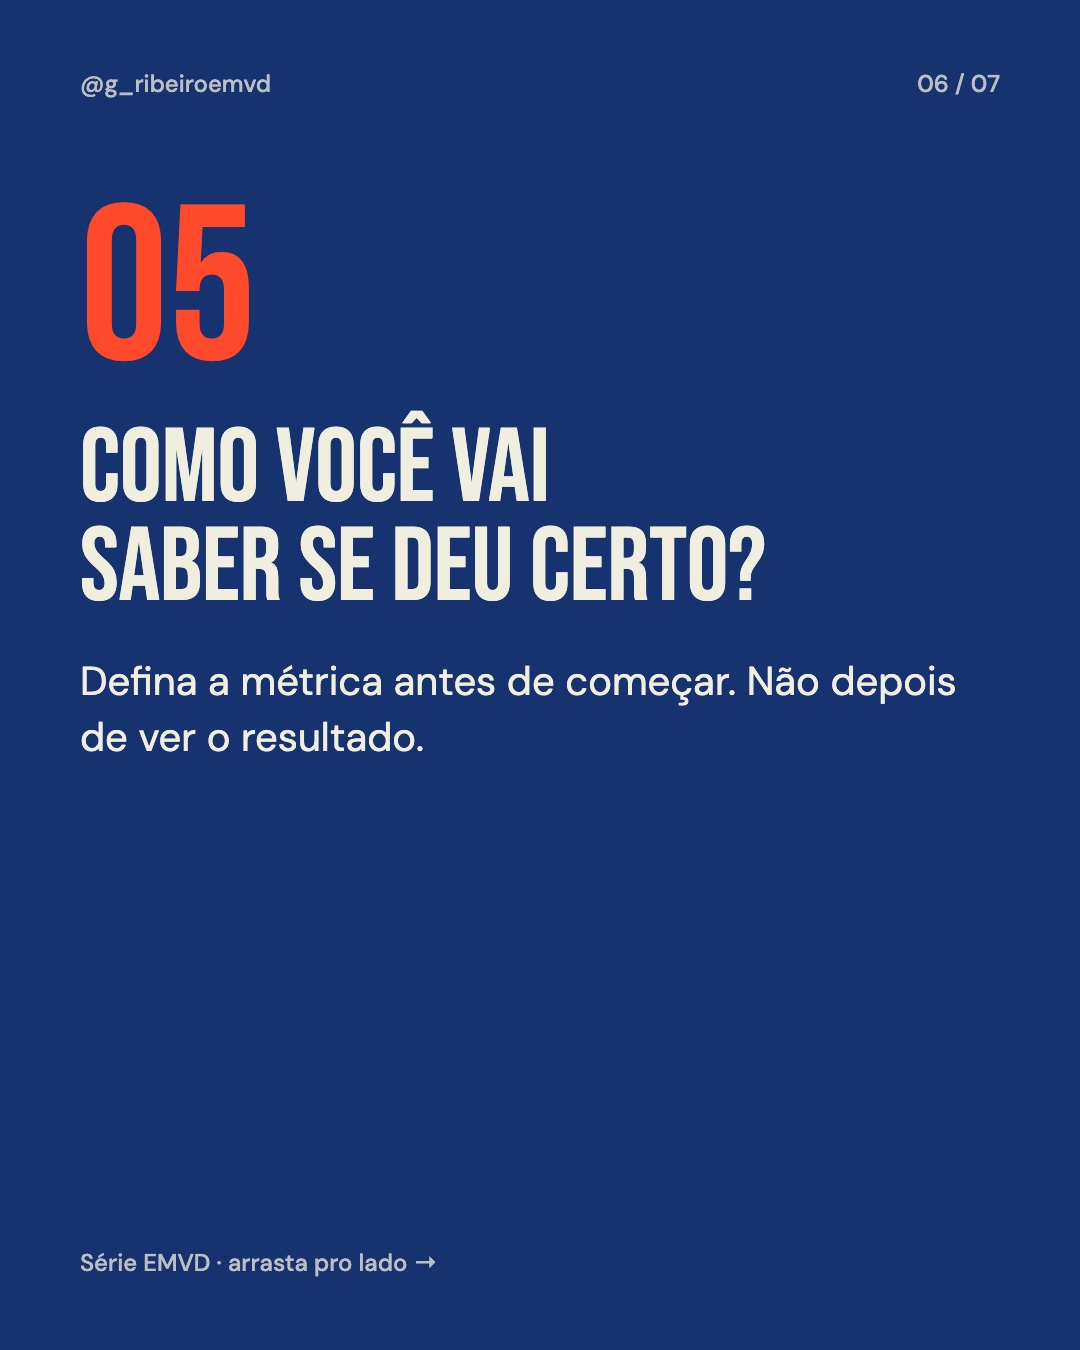 @g_ribeiroemvd
06 / 07
05
COMO VOCÊ VAI
SABER SE DEU CERTO?
Defina a métrica antes de começar. Não depois
de ver o resultado.
Série EMVD · arrasta pro lado →